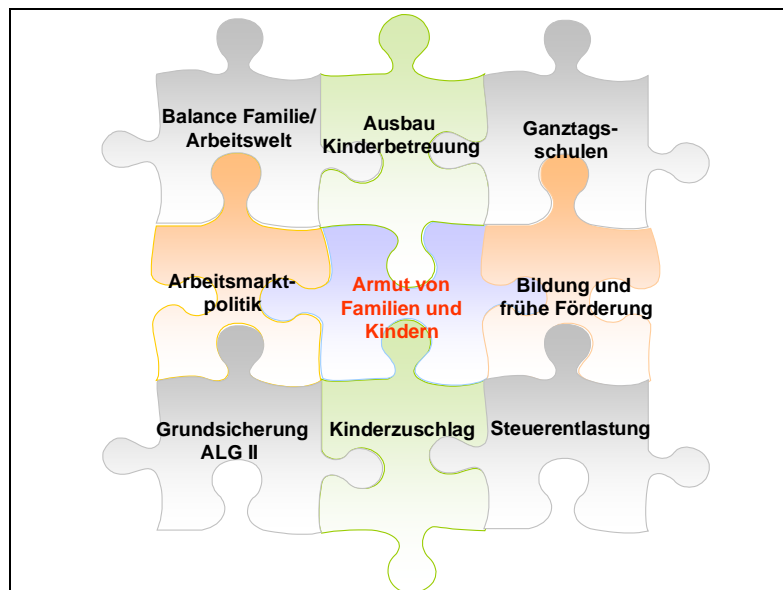 Balance Familie/
Arbeitswelt
Ausbau
Kinderbetreuung
Ganztags-
schulen
Arbeitsmarkt-
politik
Armut von
Familien und
Kindern
Bildung und
frühe Förderung
Grundsicherung
ALG II
Kinderzuschlag
Steuerentlastung